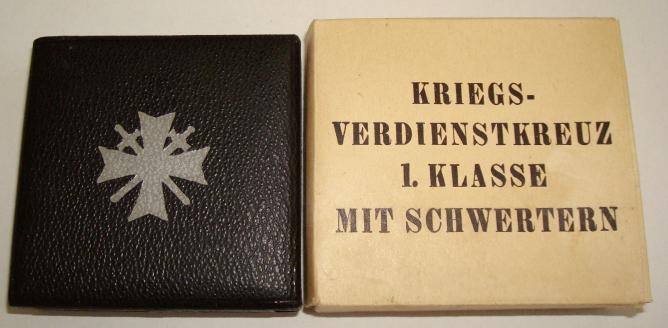 KRIEGS-
VERDIENSTKREUZ
1. KLASSE
MIT SCHWERTERN